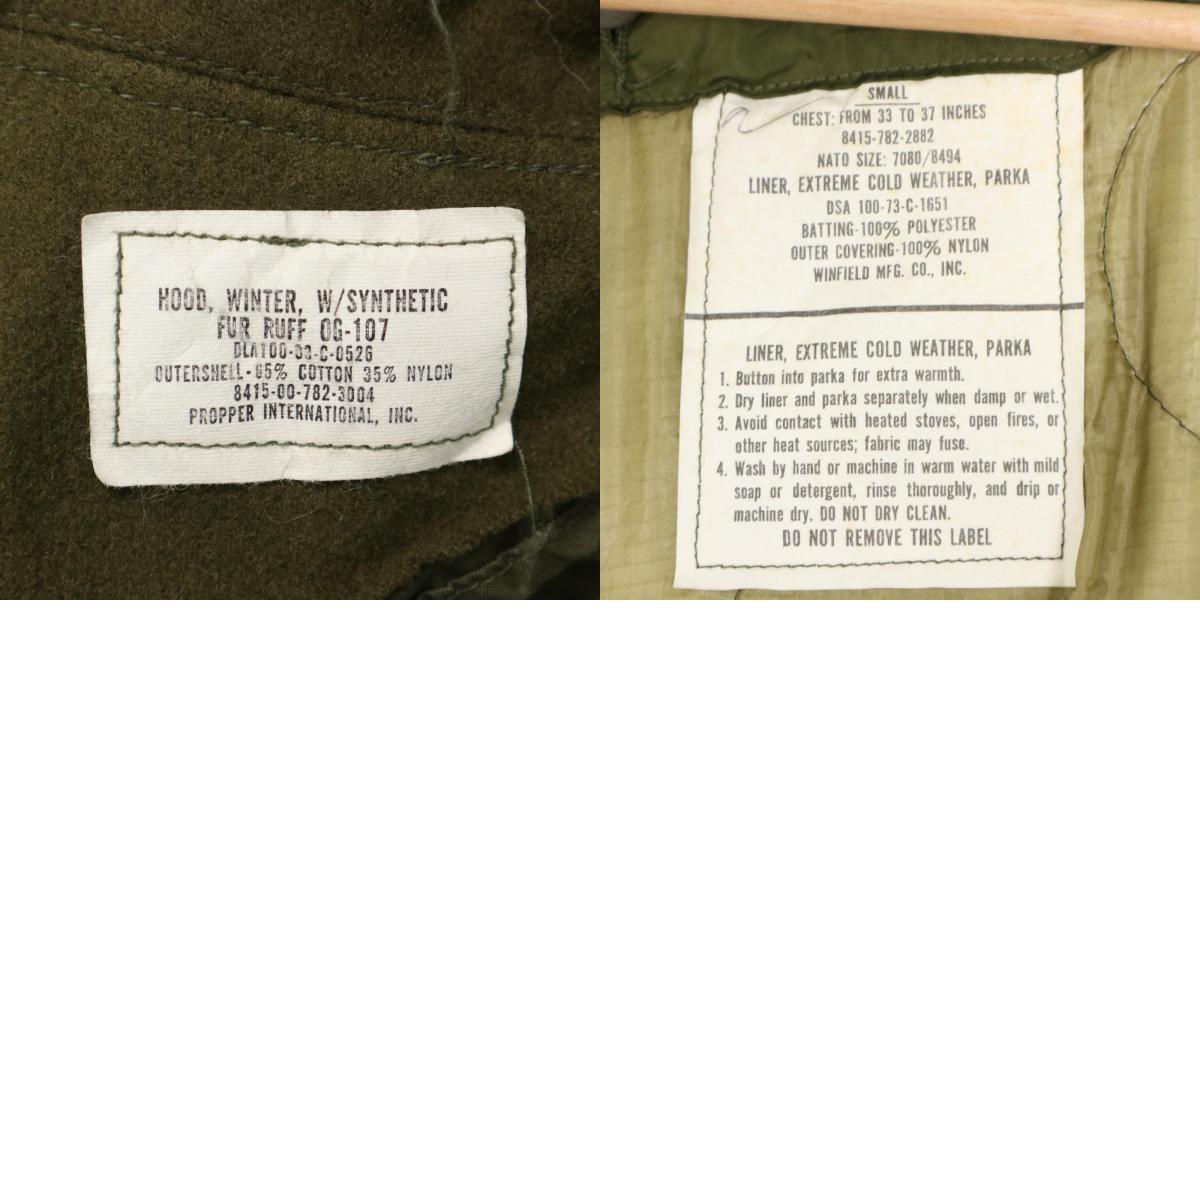 HOOD, WINTER, W/SYNTHETIC
FUR RUFF OG-107
DLA100-83-C-0526
OUTERSHELL-65% COTTON 35% NYLON
8415-00-782-3004
PROPPER INTERNATIONAL, INC.
SMALL
CHEST: FROM 33 TO 37 INCHES
8415-782-2882
NATO SIZE: 7080/8494
LINER, EXTREME COLD WEATHER, PARKA
DSA 100-73-C-1651
BATTING-100% POLYESTER
OUTER COVERING-100% NYLON
WINFIELD MFG. CO., INC.
LINER, EXTREME COLD WEATHER, PARKA
1. Button into parka for extra warmth.
2. Dry liner and parka separately when damp or wet.
3. Avoid contact with heated stoves, open fires, or
other heat sources; fabric may fuse.
4. Wash by hand or machine in warm water with mild
soap or detergent, rinse thoroughly, and drip or
machine dry. DO NOT DRY CLEAN.
DO NOT REMOVE THIS LABEL